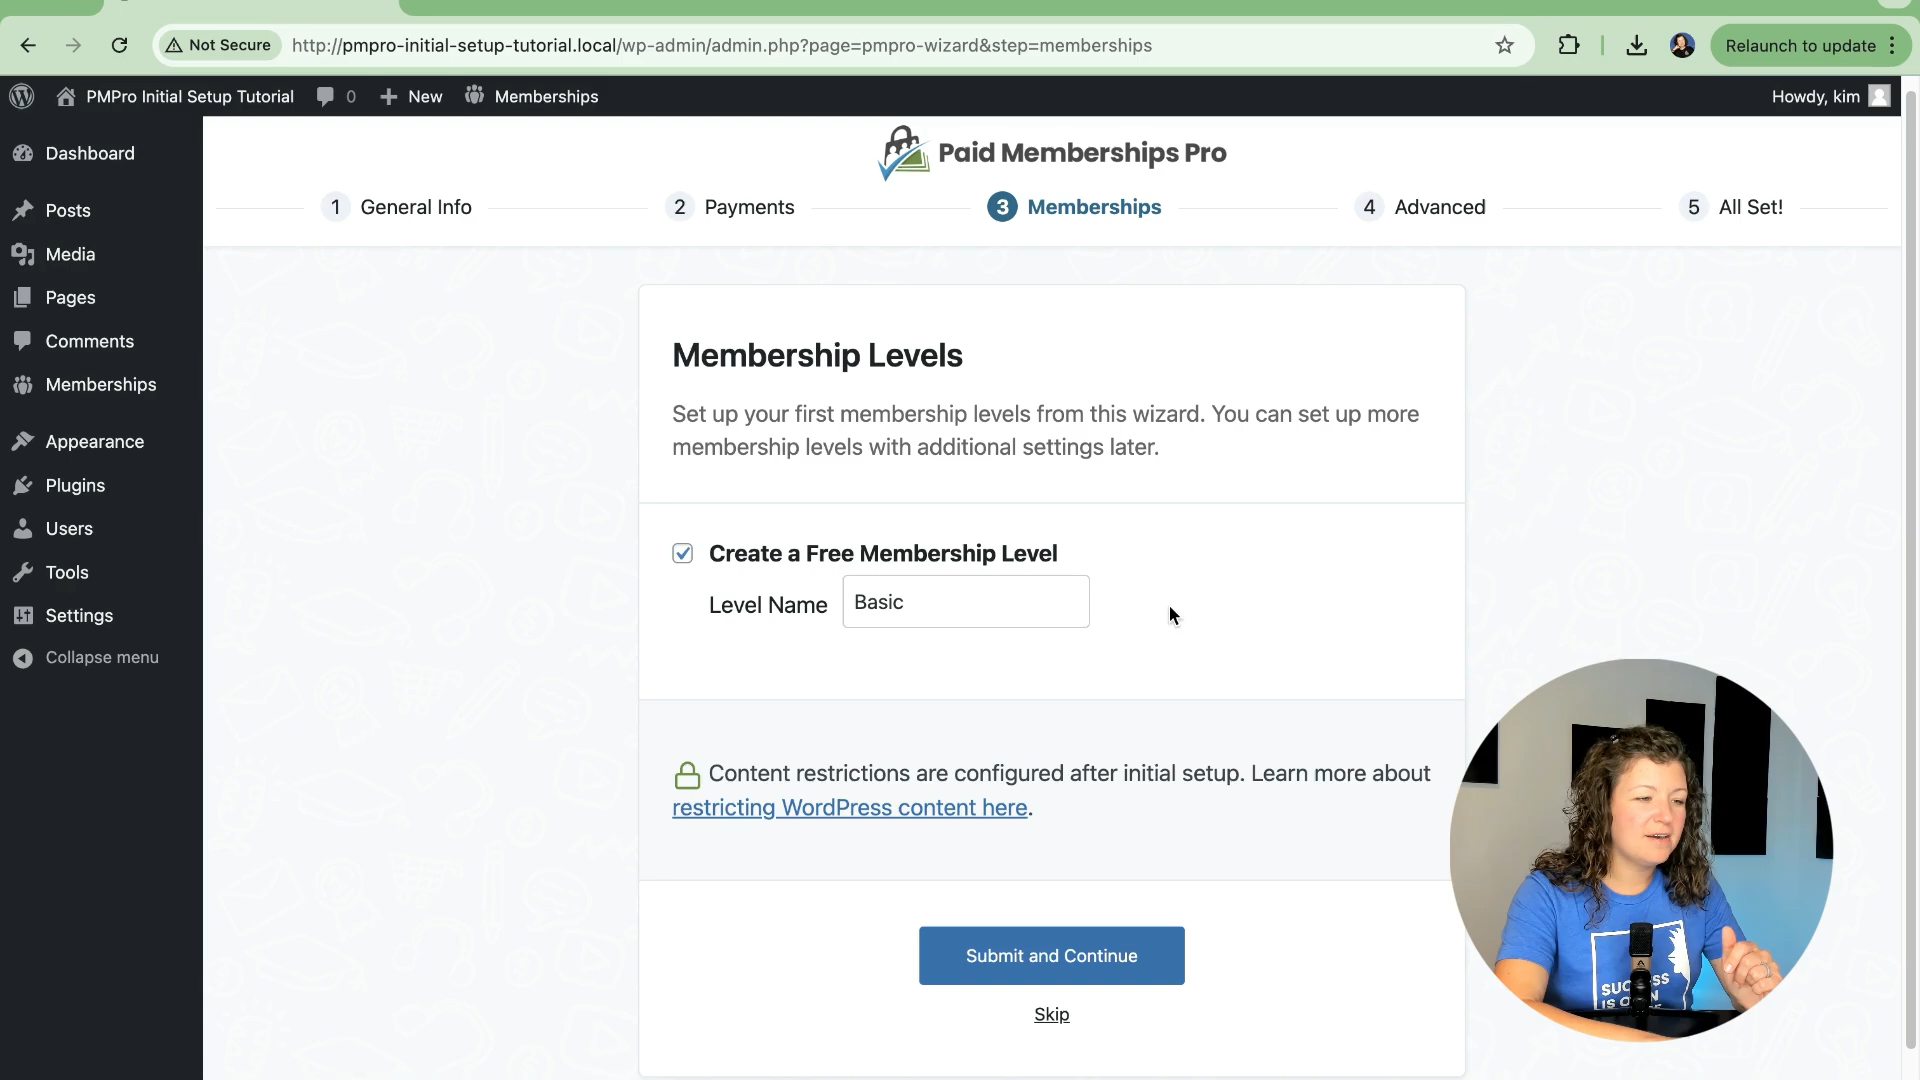 Not Secure
http://pmpro-initial-setup-tutorial.local/wp-admin/admin.php?page=pmpro-wizard&step=memberships
Relaunch to update
PMPro Initial Setup Tutorial
0
New
Memberships
Howdy, kim
Dashboard
Posts
Media
Pages
Comments
Memberships
Appearance
Plugins
Users
Tools
Settings
Collapse menu
Paid Memberships Pro
1 General Info
2 Payments
3 Memberships
4 Advanced
5 All Set!
Membership Levels
Set up your first membership levels from this wizard. You can set up more
membership levels with additional settings later.
Create a Free Membership Level
Level Name
Basic
Content restrictions are configured after initial setup. Learn more about
restricting WordPress content here.
Submit and Continue
Skip
IS